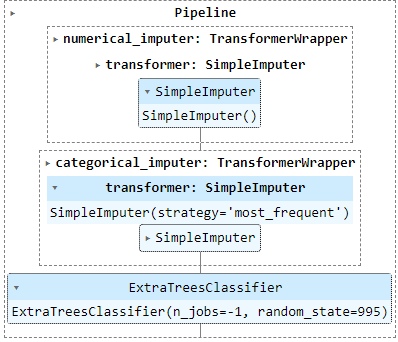 Pipeline
numerical_imputer: TransformerWrapper
transformer: SimpleImputer
SimpleImputer
SimpleImputer()
categorical_imputer: TransformerWrapper
transformer: SimpleImputer
SimpleImputer(strategy='most_frequent')
SimpleImputer
ExtraTreesClassifier
ExtraTreesClassifier(n_jobs=-1, random_state=995)